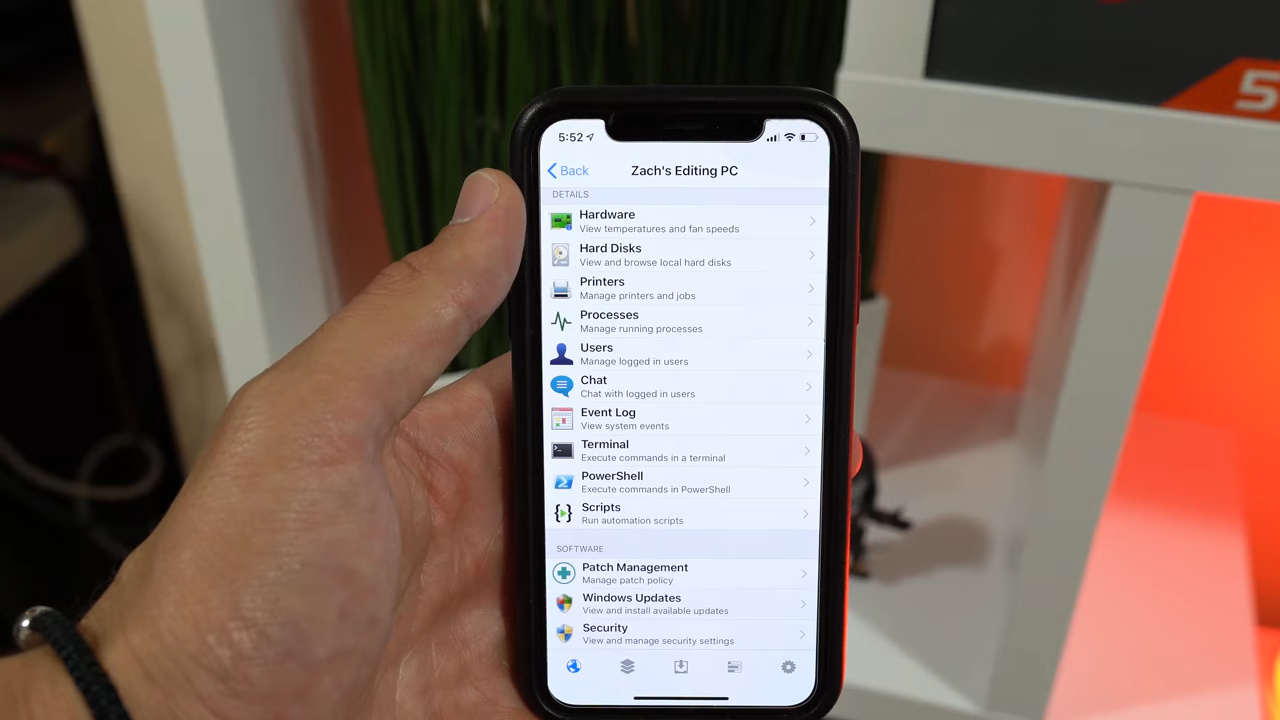 5
5:52
Back
Zach's Editing PC
DETAILS
Hardware
View temperatures and fan speeds
Hard Disks
View and browse local hard disks
Printers
Manage printers and jobs
Processes
Manage running processes
Users
Manage logged in users
Chat
Chat with logged in users
Event Log
View system events
Terminal
Execute commands in a terminal
PowerShell
Execute commands in PowerShell
Scripts
Run automation scripts
SOFTWARE
Patch Management
Manage patch policy
Windows Updates
View and install available updates
Security
View and manage security settings